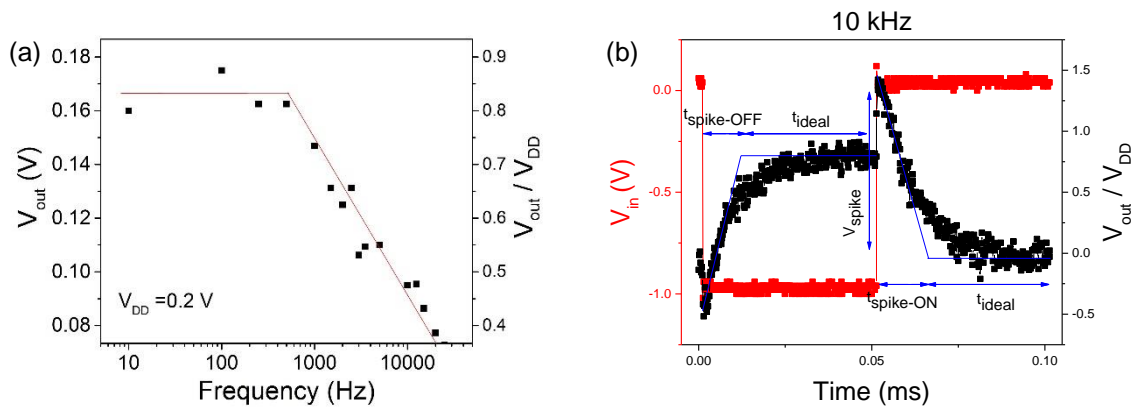 (a)
V_out (V)
0.18
0.16
0.14
0.12
0.10
0.08
V_DD =0.2 V
10
100
1000
10000
Frequency (Hz)
0.9
0.8
0.7
0.6
0.5
0.4
V_out / V_DD
(b)
10 kHz
V_in (V)
0.0
-0.5
-1.0
t_spike-OFF
t_ideal
V_spike
t_spike-ON
t_ideal
0.00
0.05
0.10
Time (ms)
1.5
1.0
0.5
0.0
-0.5
V_out / V_DD